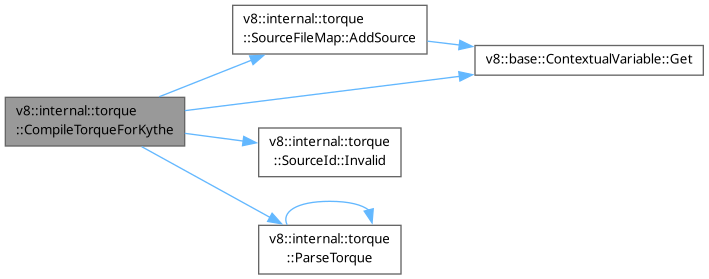 v8::internal::torque
::SourceFileMap::AddSource
v8::base::ContextualVariable::Get
v8::internal::torque
::CompileTorqueForKythe
v8::internal::torque
::SourceId::Invalid
v8::internal::torque
::ParseTorque